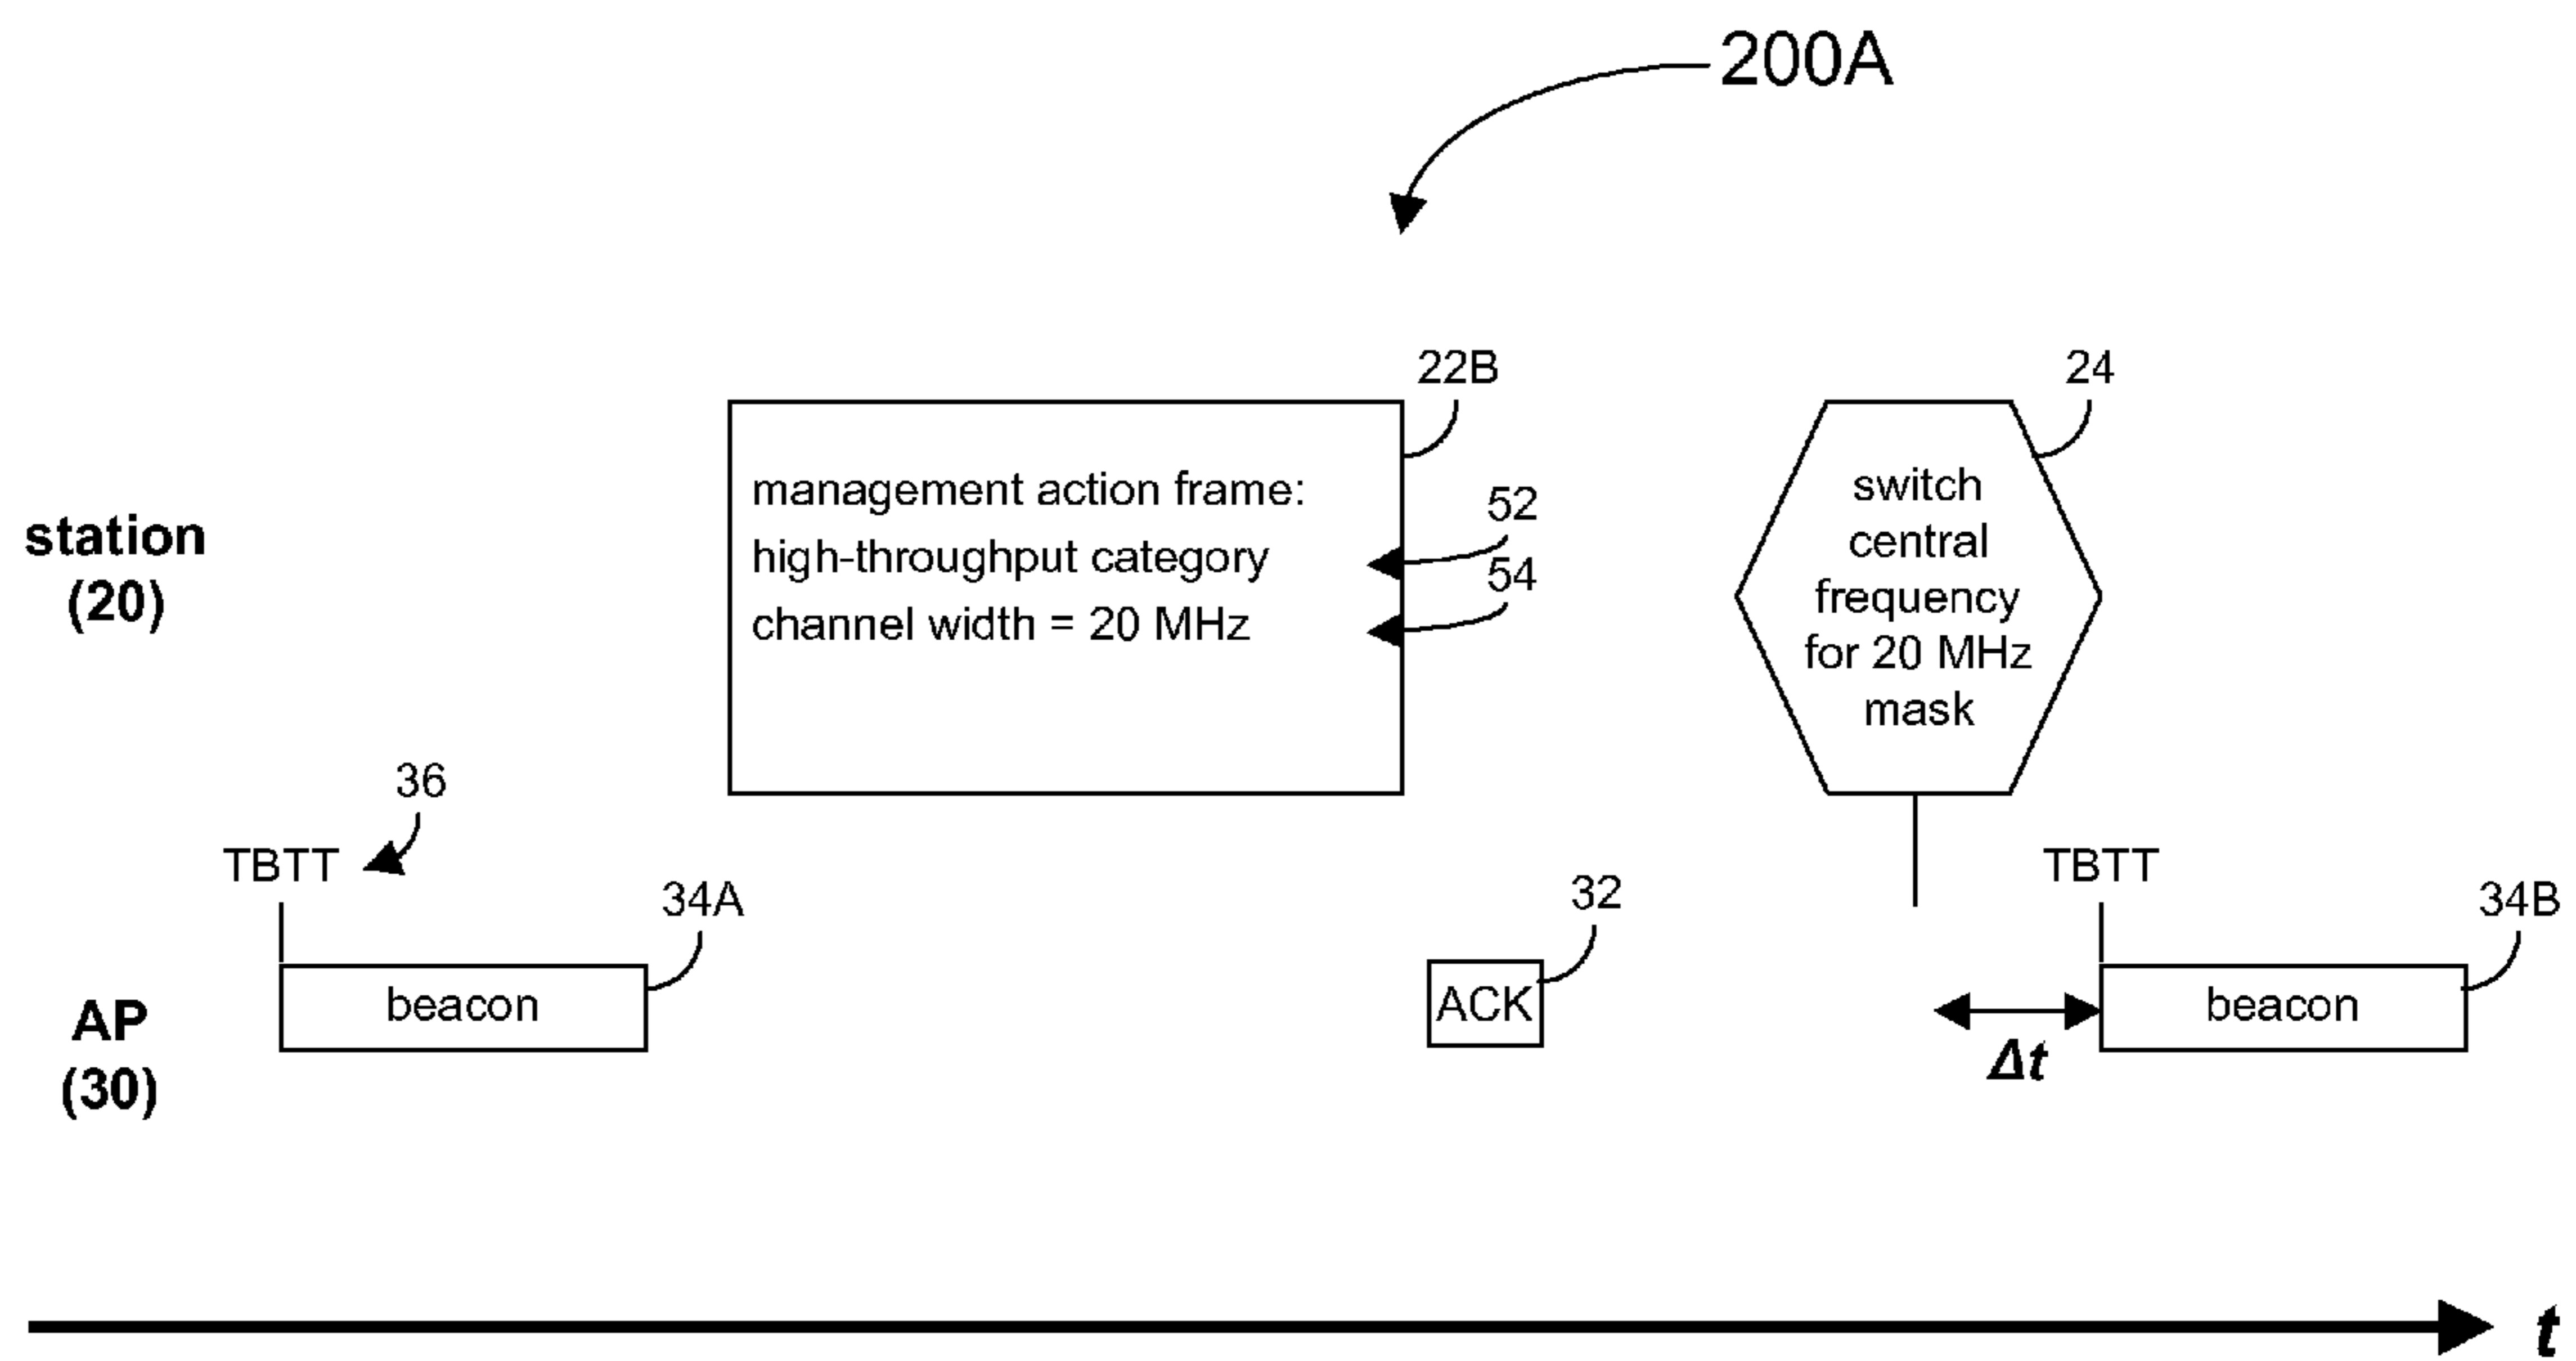 200A
22B
24
management action frame:
high-throughput category
channel width = 20 MHz
52
54
switch
central
frequency
for 20 MHz
mask
station
(20)
36
TBTT
34A
beacon
32
ACK
TBTT
34B
beacon
Δt
AP
(30)
t